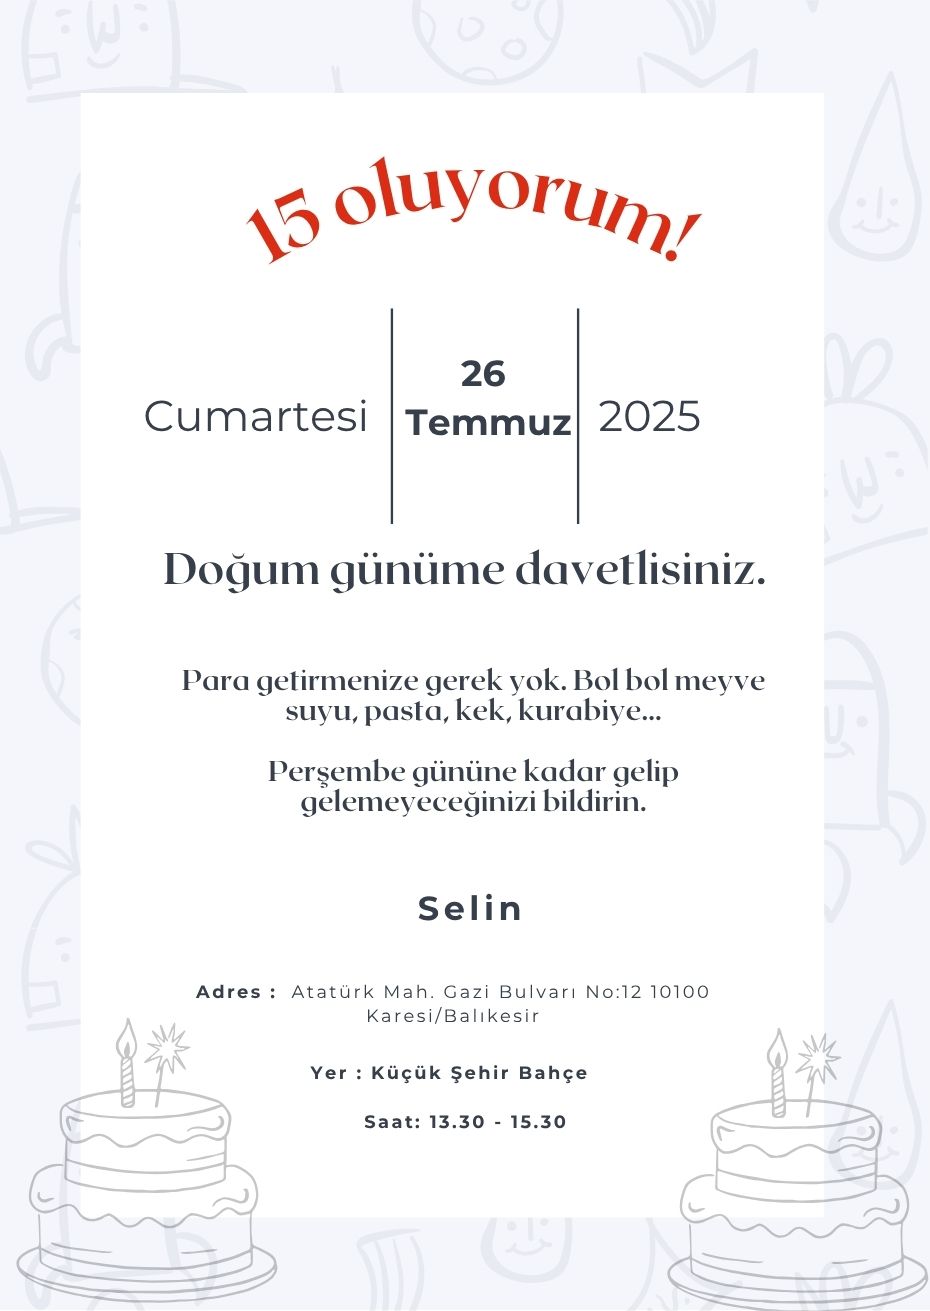 15 oluyorum!
Cumartesi
26
Temmuz
2025
Doğum günüme davetlisiniz.
Para getirmenize gerek yok. Bol bol meyve
suyu, pasta, kek, kurabiye...
Perşembe gününe kadar gelip
gelemeyeceğinizi bildirin.
Selin
Adres : Atatürk Mah. Gazi Bulvarı No:12 10100
Karesi/Balıkesir
Yer : Küçük Şehir Bahçe
Saat: 13.30 - 15.30